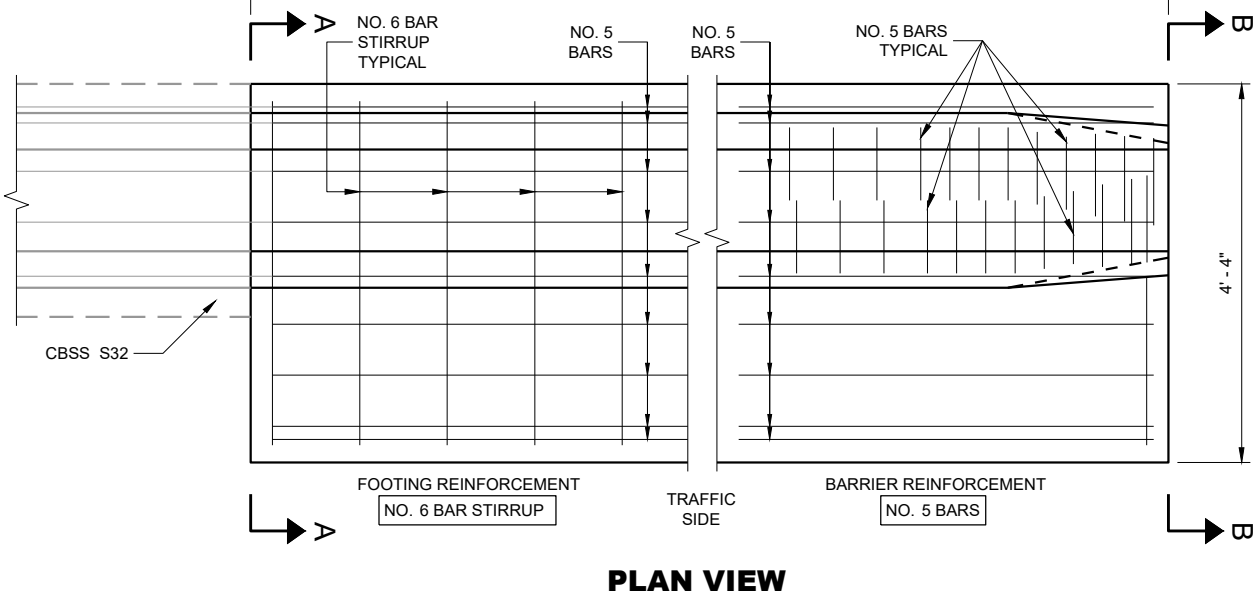 A
NO. 6 BAR
STIRRUP
TYPICAL
NO. 5
BARS
NO. 5
BARS
NO. 5 BARS
TYPICAL
B
4' - 4"
CBSS S32
FOOTING REINFORCEMENT
NO. 6 BAR STIRRUP
TRAFFIC
SIDE
BARRIER REINFORCEMENT
NO. 5 BARS
A
B
PLAN VIEW